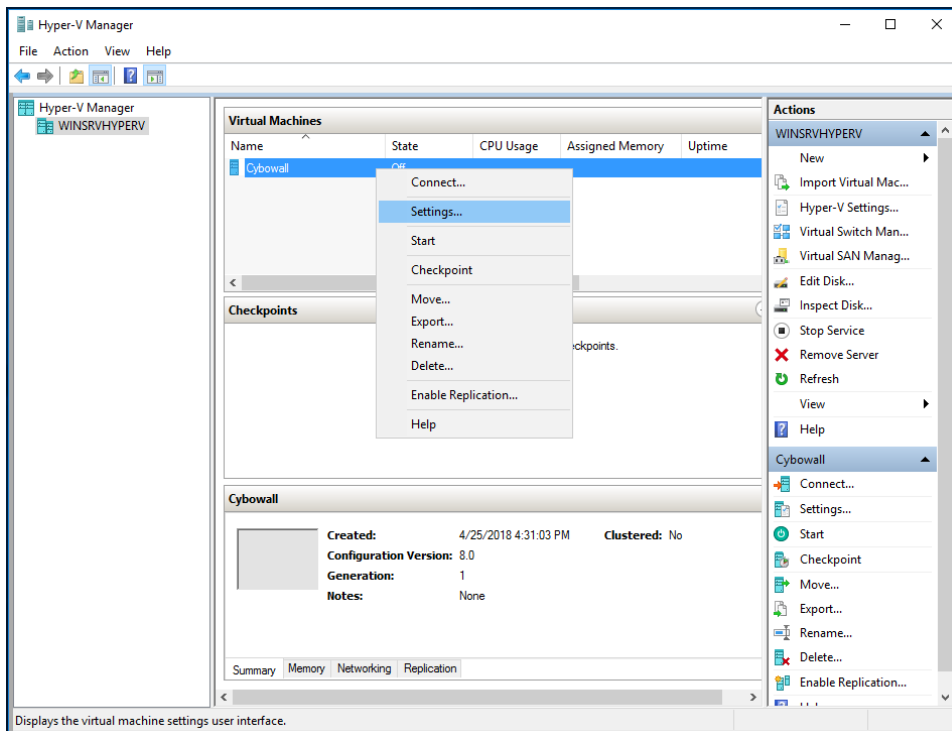 Hyper-V Manager
File Action View Help
Hyper-V Manager
WINSRVHYPERV
Virtual Machines
Name State CPU Usage Assigned Memory Uptime
Cybowall Off
Connect...
Settings...
Start
Checkpoint
Move...
Export...
Rename...
Delete...
Enable Replication...
Help
Checkpoints
ckpoints.
Cybowall
Created: 4/25/2018 4:31:03 PM Clustered: No
Configuration Version: 8.0
Generation: 1
Notes: None
Summary Memory Networking Replication
Actions
WINSRVHYPERV
New
Import Virtual Mac...
Hyper-V Settings...
Virtual Switch Man...
Virtual SAN Manag...
Edit Disk...
Inspect Disk...
Stop Service
Remove Server
Refresh
View
Help
Cybowall
Connect...
Settings...
Start
Checkpoint
Move...
Export...
Rename...
Delete...
Enable Replication...
Displays the virtual machine settings user interface.